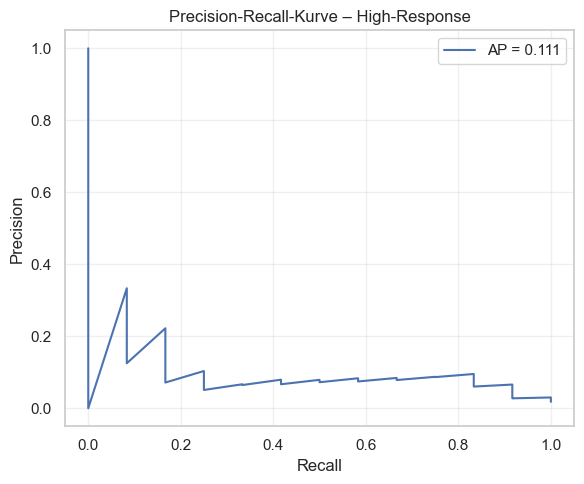 Precision-Recall-Kurve – High-Response
AP = 0.111
Precision
1.0
0.8
0.6
0.4
0.2
0.0
0.0 0.2 0.4 0.6 0.8 1.0
Recall